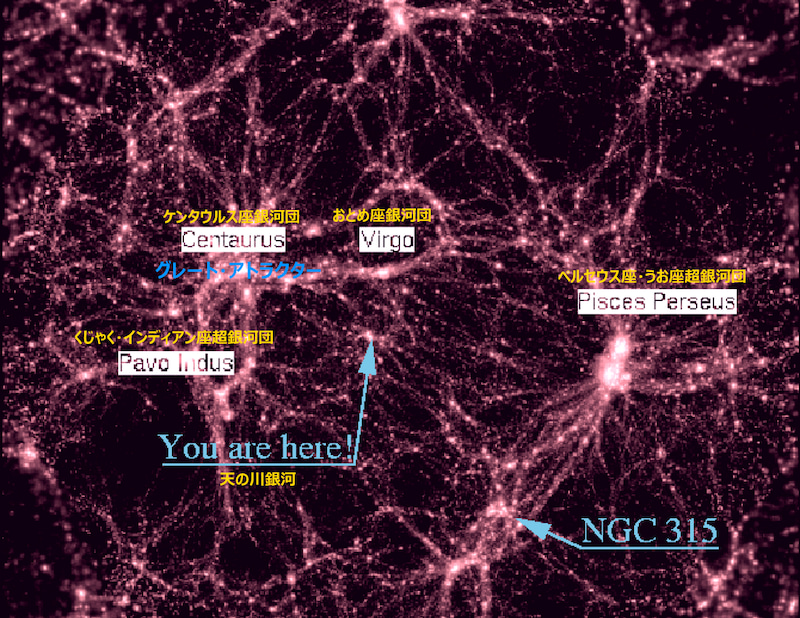 ケンタウルス座銀河団
Centaurus
おとめ座銀河団
Virgo
グレート・アトラクター
ペルセウス座・うお座超銀河団
Pisces Perseus
くじゃく・インディアン座超銀河団
Pavo Indus
You are here!
天の川銀河
NGC 315